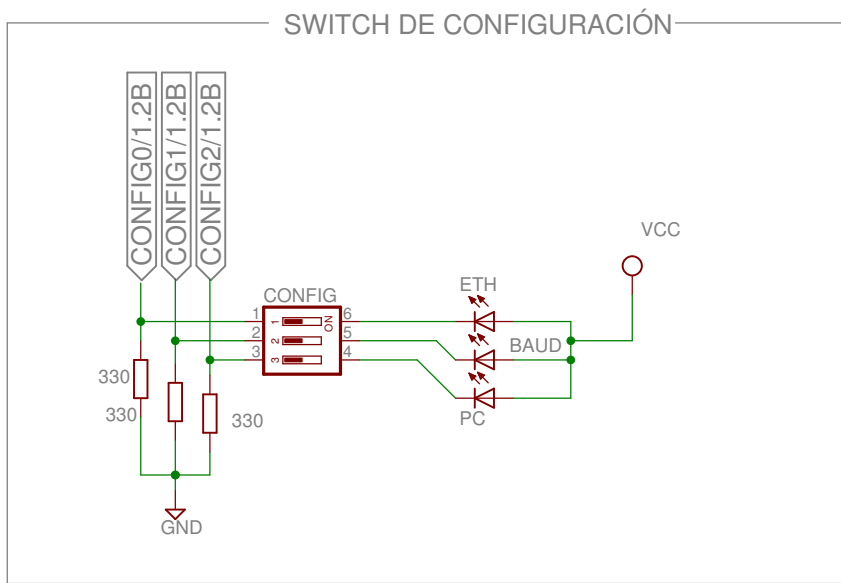 SWITCH DE CONFIGURACIÓN
CONFIG0/1.2B
CONFIG1/1.2B
CONFIG2/1.2B
VCC
ETH
CONFIG
1
2
3
1
2
3
ON
6
5
4
BAUD
PC
330
330
330
GND